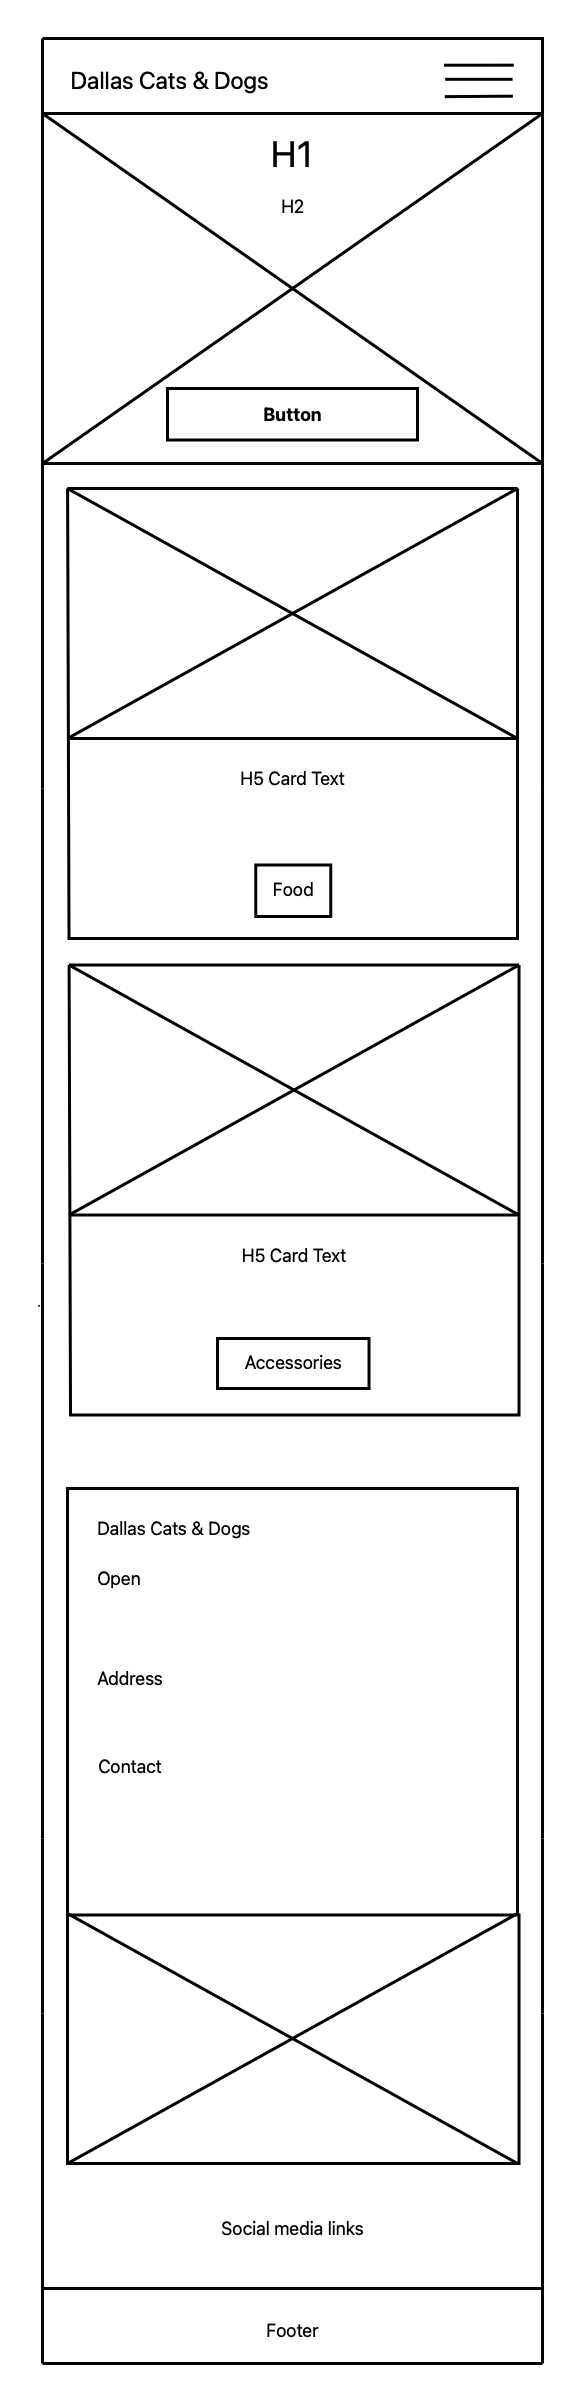 Dallas Cats & Dogs
H1
H2
Button
H5 Card Text
Food
H5 Card Text
Accessories
Dallas Cats & Dogs
Open
Address
Contact
Social media links
Footer